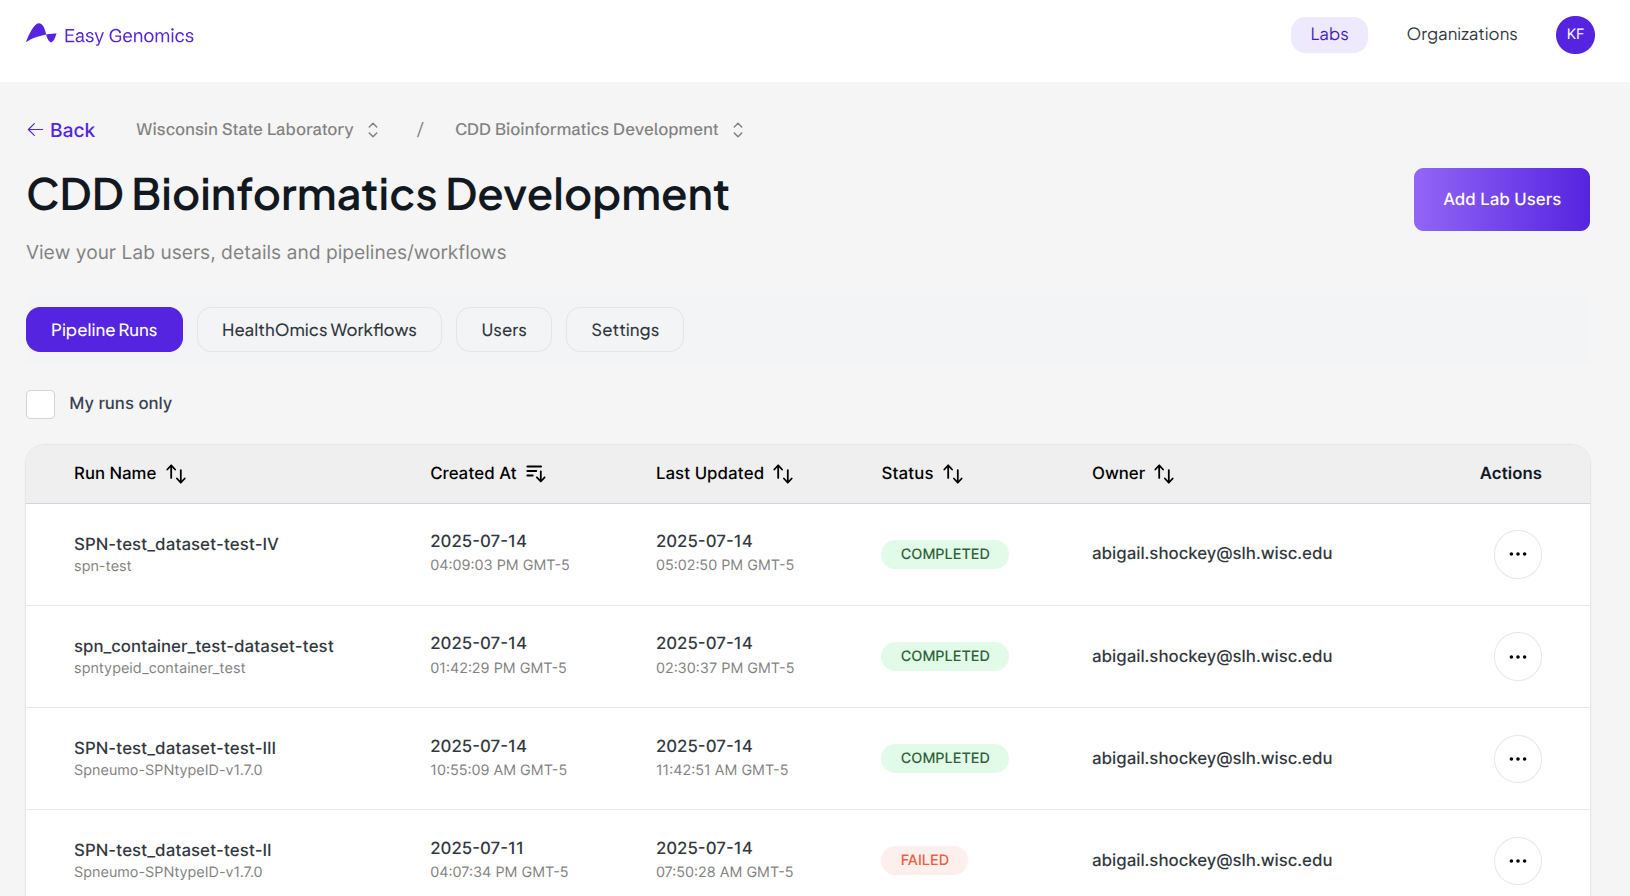 Easy Genomics
Labs
Organizations
KF
Back
Wisconsin State Laboratory / CDD Bioinformatics Development
CDD Bioinformatics Development
Add Lab Users
View your Lab users, details and pipelines/workflows
Pipeline Runs
HealthOmics Workflows
Users
Settings
My runs only
Run Name Created At Last Updated Status Owner Actions
SPN-test_dataset-test-IV 2025-07-14 2025-07-14 COMPLETED abigail.shockey@slh.wisc.edu
spn-test 04:09:03 PM GMT-5 05:02:50 PM GMT-5
spn_container_test-dataset-test 2025-07-14 2025-07-14 COMPLETED abigail.shockey@slh.wisc.edu
spntypeid_container_test 01:42:29 PM GMT-5 02:30:37 PM GMT-5
SPN-test_dataset-test-III 2025-07-14 2025-07-14 COMPLETED abigail.shockey@slh.wisc.edu
Spneumo-SPNtypeID-v1.7.0 10:55:09 AM GMT-5 11:42:51 AM GMT-5
SPN-test_dataset-test-II 2025-07-11 2025-07-14 FAILED abigail.shockey@slh.wisc.edu
Spneumo-SPNtypeID-v1.7.0 04:07:34 PM GMT-5 07:50:28 AM GMT-5